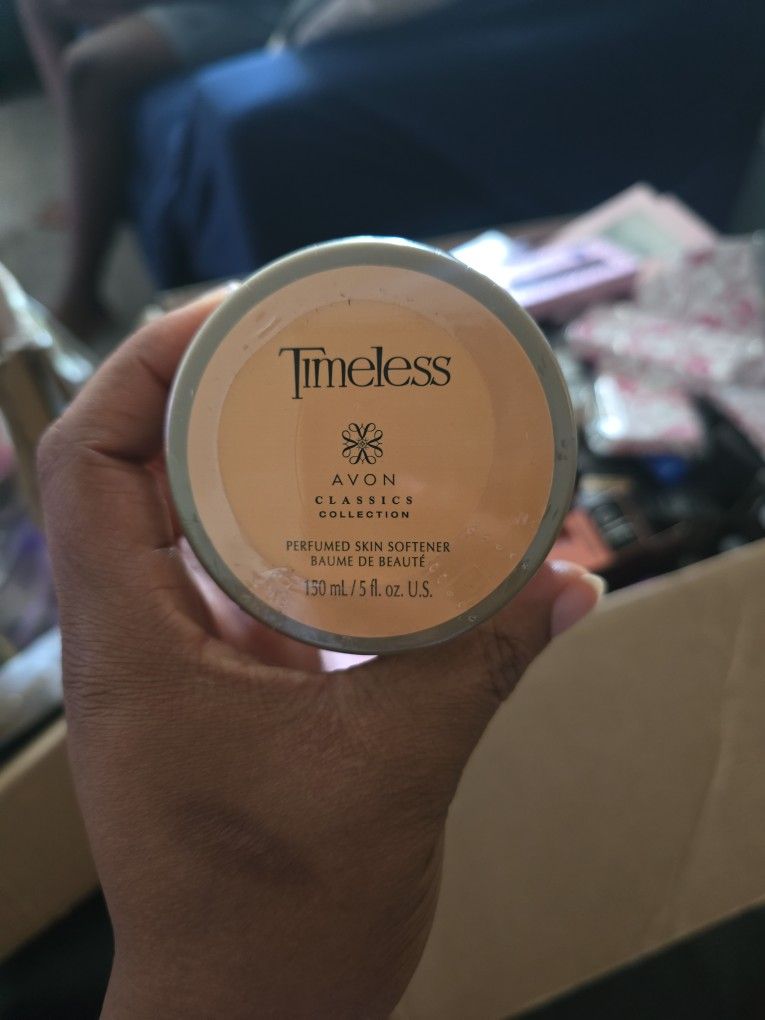 Timeless
AVON
CLASSICS
COLLECTION
PERFUMED SKIN SOFTENER
BAUME DE BEAUTÉ
150 mL / 5 fl. oz. U.S.